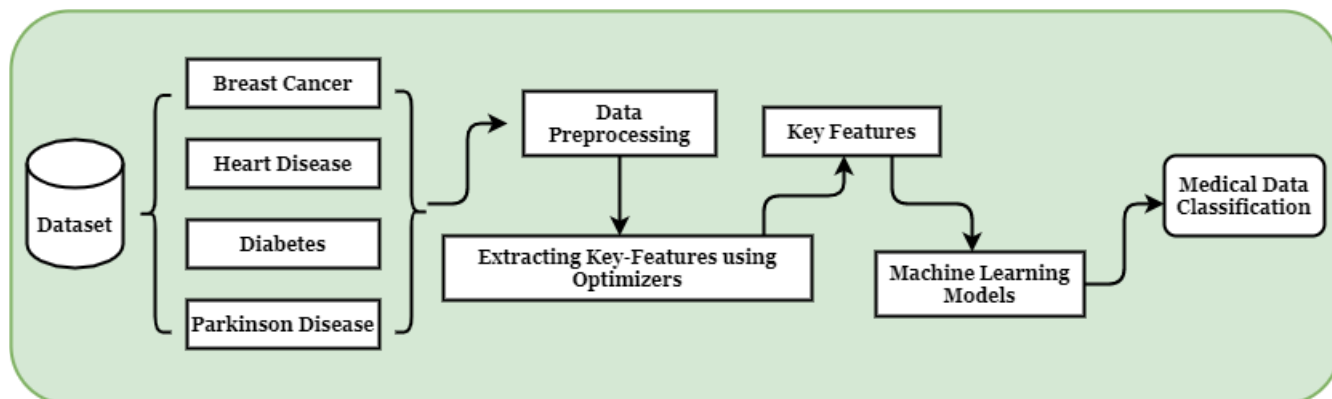 Dataset
Breast Cancer
Heart Disease
Diabetes
Parkinson Disease
Data
Preprocessing
Extracting Key-Features using
Optimizers
Key Features
Machine Learning
Models
Medical Data
Classification